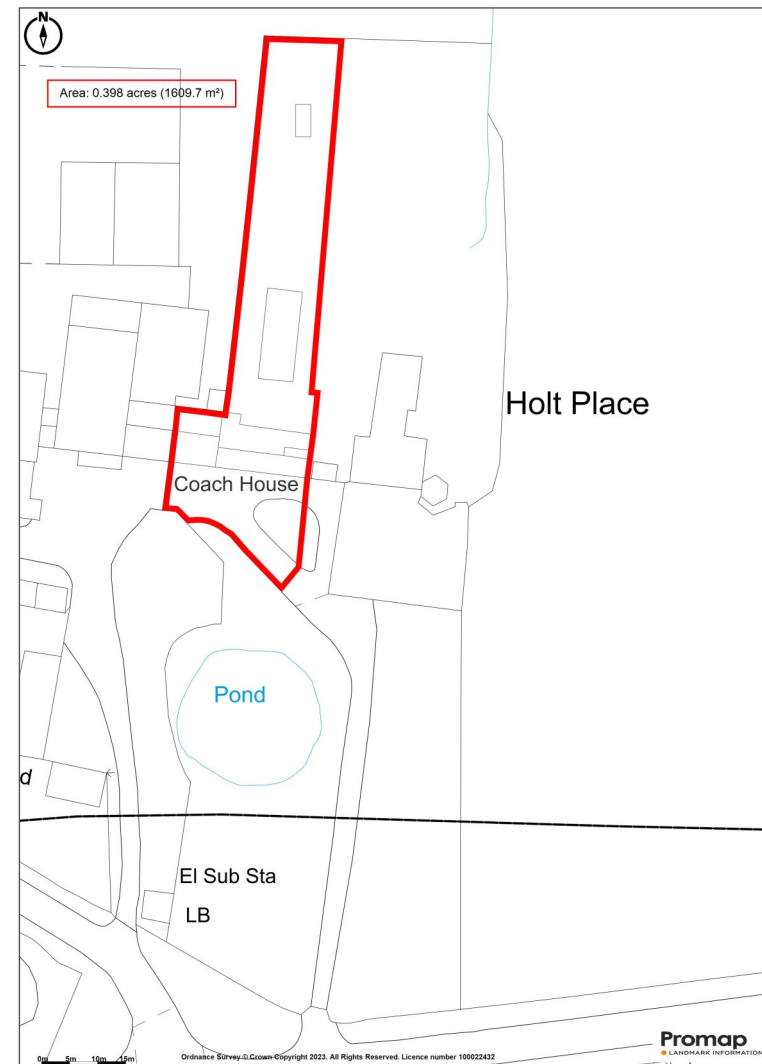 N
Area: 0.398 acres (1609.7 m²)
Holt Place
Coach House
Pond
d
El Sub Sta
LB
0m 5m 10m 15m
Ordnance Survey © Crown Copyright 2023. All Rights Reserved. Licence number 100022432
Promap
LANDMARK INFORMATION